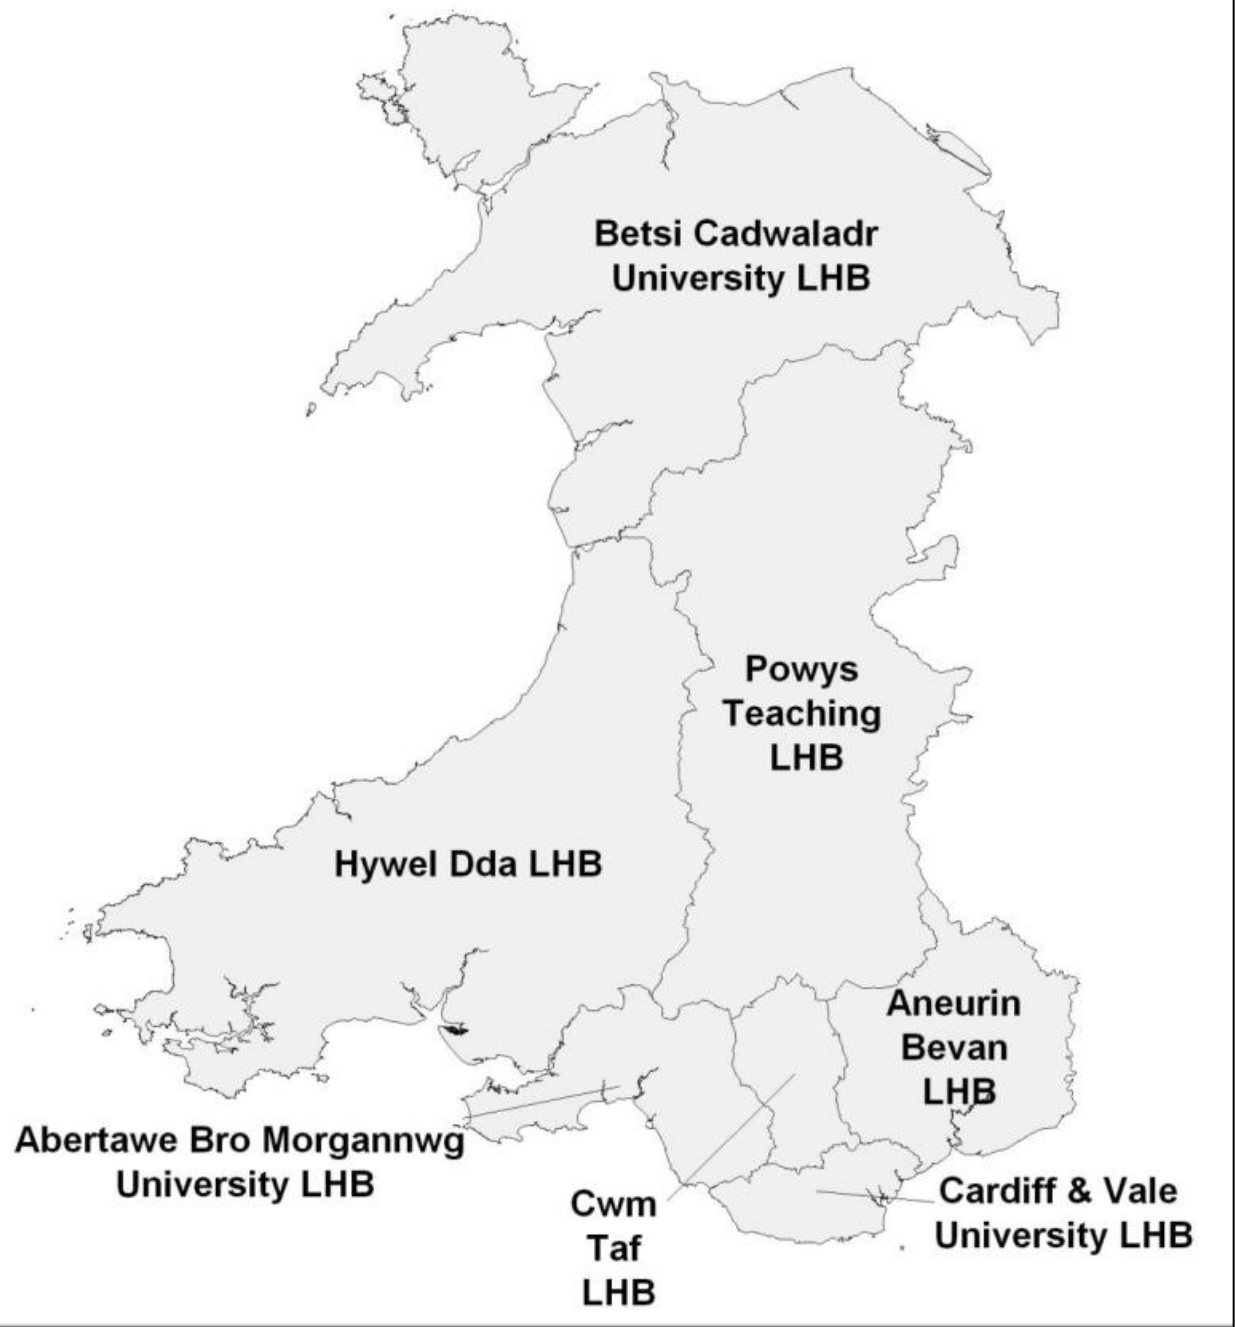 Betsi Cadwaladr
University LHB
Powys
Teaching
LHB
Hywel Dda LHB
Aneurin
Bevan
LHB
Abertawe Bro Morgannwg
University LHB
Cwm
Taf
LHB
Cardiff & Vale
University LHB